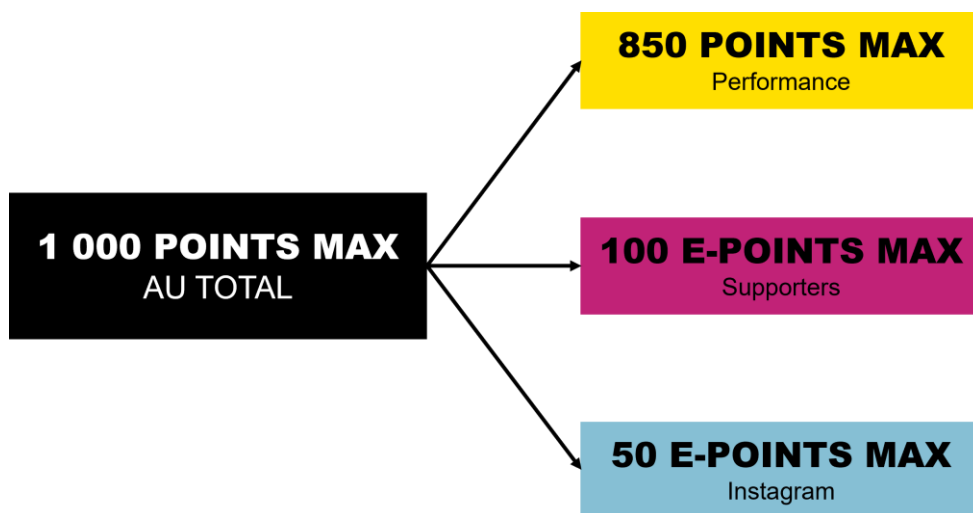 850 POINTS MAX
Performance
1 000 POINTS MAX
AU TOTAL
100 E-POINTS MAX
Supporters
50 E-POINTS MAX
Instagram